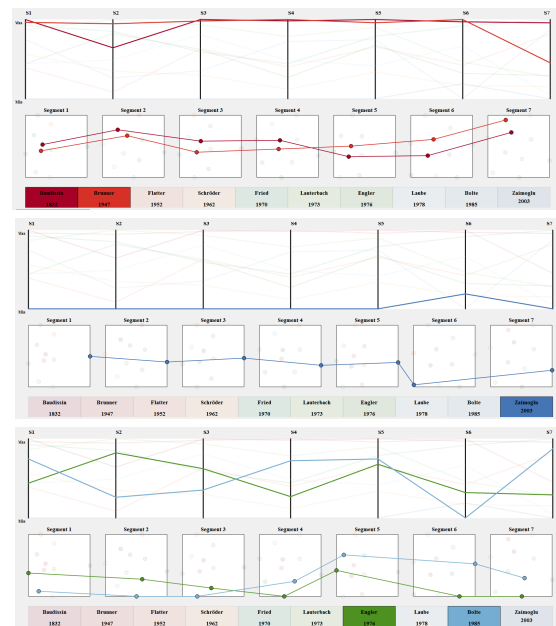 S1 S2 S3 S4 S5 S6 S7
Max
Min
Segment 1 Segment 2 Segment 3 Segment 4 Segment 5 Segment 6 Segment 7
Baudissin Brunner Flatter Schröder Fried Lauterbach Engler Laube Bolte Zaimoglu
1832 1947 1952 1962 1970 1973 1976 1978 1985 2003
S1 S2 S3 S4 S5 S6 S7
Max
Min
Segment 1 Segment 2 Segment 3 Segment 4 Segment 5 Segment 6 Segment 7
Baudissin Brunner Flatter Schröder Fried Lauterbach Engler Laube Bolte Zaimoglu
1832 1947 1952 1962 1970 1973 1976 1978 1985 2003
S1 S2 S3 S4 S5 S6 S7
Max
Min
Segment 1 Segment 2 Segment 3 Segment 4 Segment 5 Segment 6 Segment 7
Baudissin Brunner Flatter Schröder Fried Lauterbach Engler Laube Bolte Zaimoglu
1832 1947 1952 1962 1970 1973 1976 1978 1985 2003